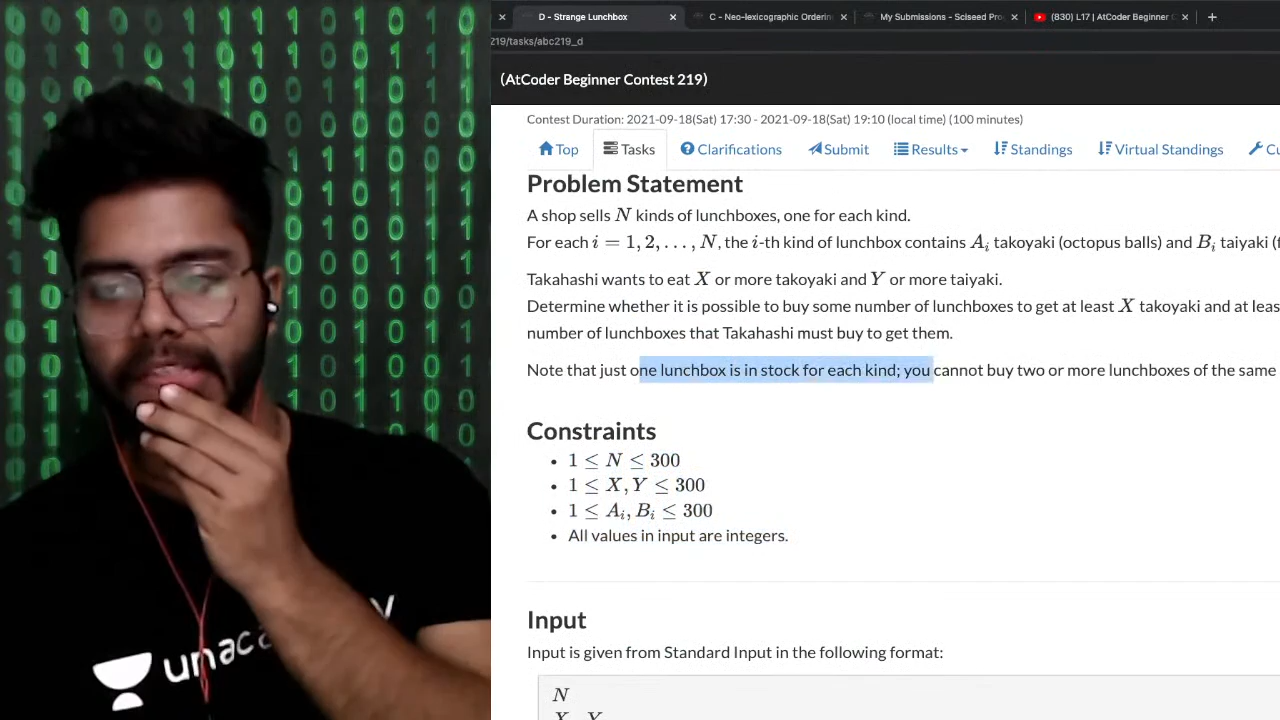 D - Strange Lunchbox
C - Neo-lexicographic Orderin
My Submissions - Sciseed Pro
(830) L17 | AtCoder Beginner
219/tasks/abc219_d
(AtCoder Beginner Contest 219)
Contest Duration: 2021-09-18(Sat) 17:30 - 2021-09-18(Sat) 19:10 (local time) (100 minutes)
Top Tasks Clarifications Submit Results Standings Virtual Standings Cu
Problem Statement
A shop sells N kinds of lunchboxes, one for each kind.
For each i = 1, 2, . . . , N, the i-th kind of lunchbox contains A_i takoyaki (octopus balls) and B_i taiyaki (f
Takahashi wants to eat X or more takoyaki and Y or more taiyaki.
Determine whether it is possible to buy some number of lunchboxes to get at least X takoyaki and at leas
number of lunchboxes that Takahashi must buy to get them.
Note that just one lunchbox is in stock for each kind; you cannot buy two or more lunchboxes of the same
Constraints
• 1 ≤ N ≤ 300
• 1 ≤ X, Y ≤ 300
• 1 ≤ A_i, B_i ≤ 300
• All values in input are integers.
Input
Input is given from Standard Input in the following format:
N
X Y